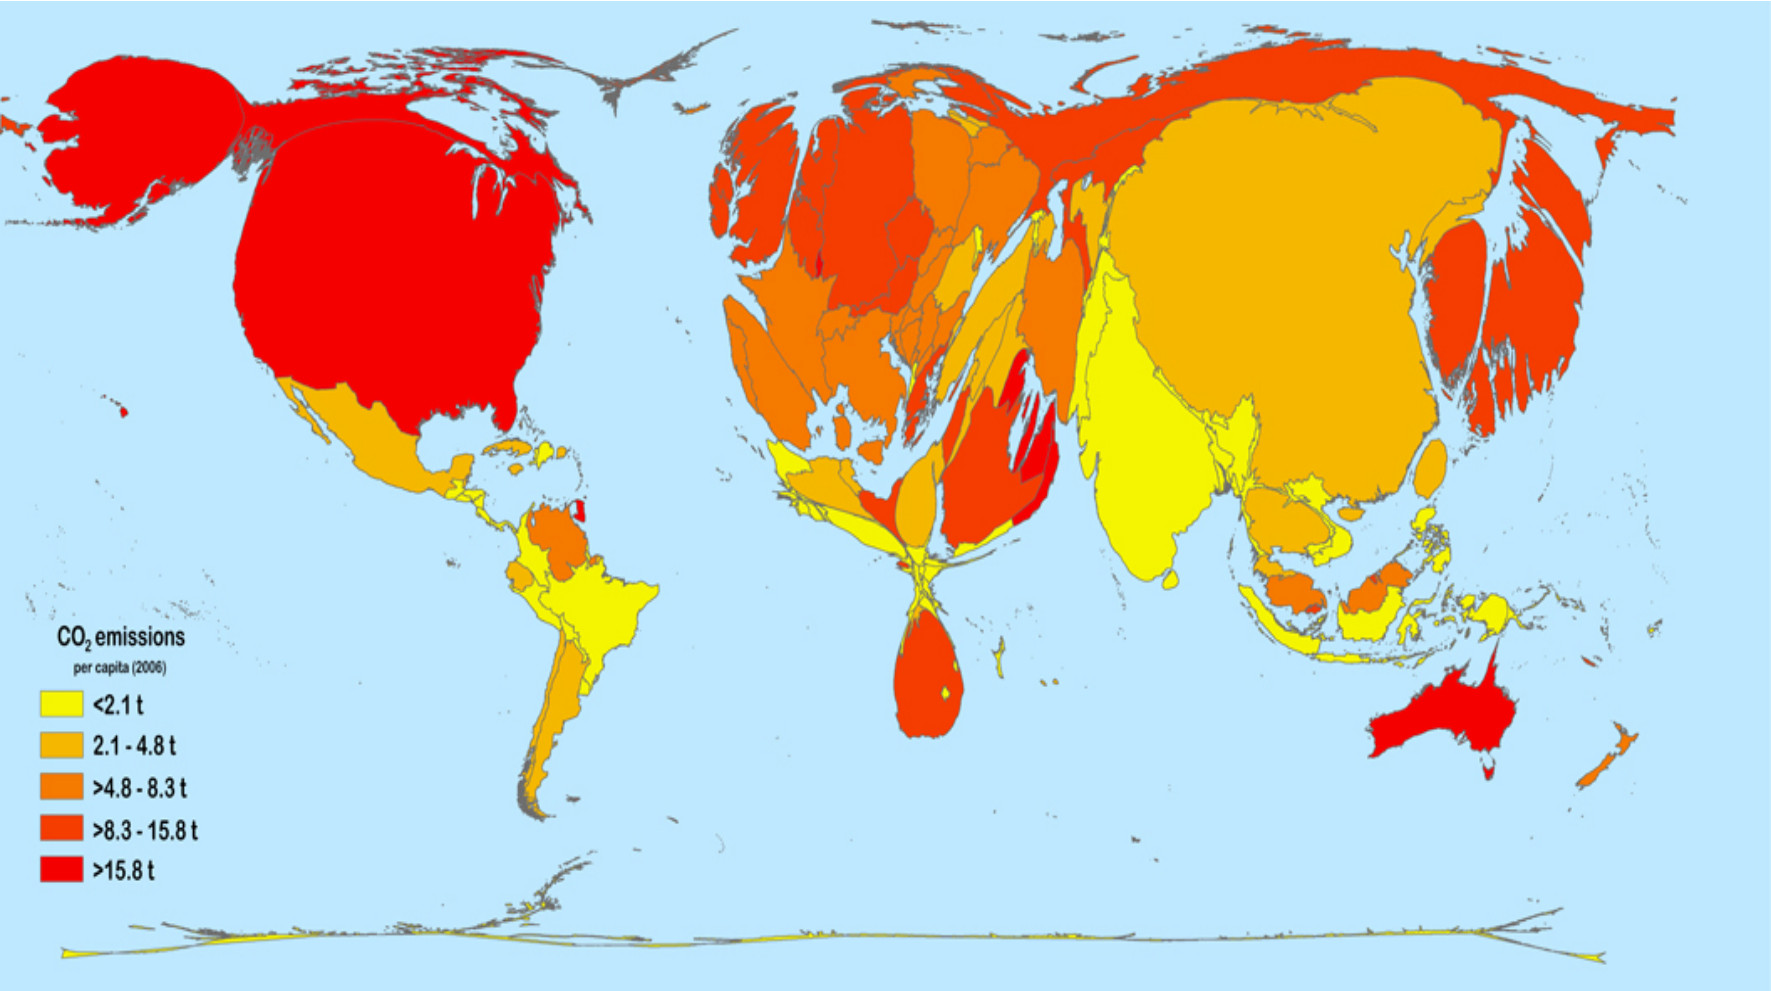 CO₂ emissions
per capita (2006)
<2.1 t
2.1 - 4.8 t
>4.8 - 8.3 t
>8.3 - 15.8 t
>15.8 t